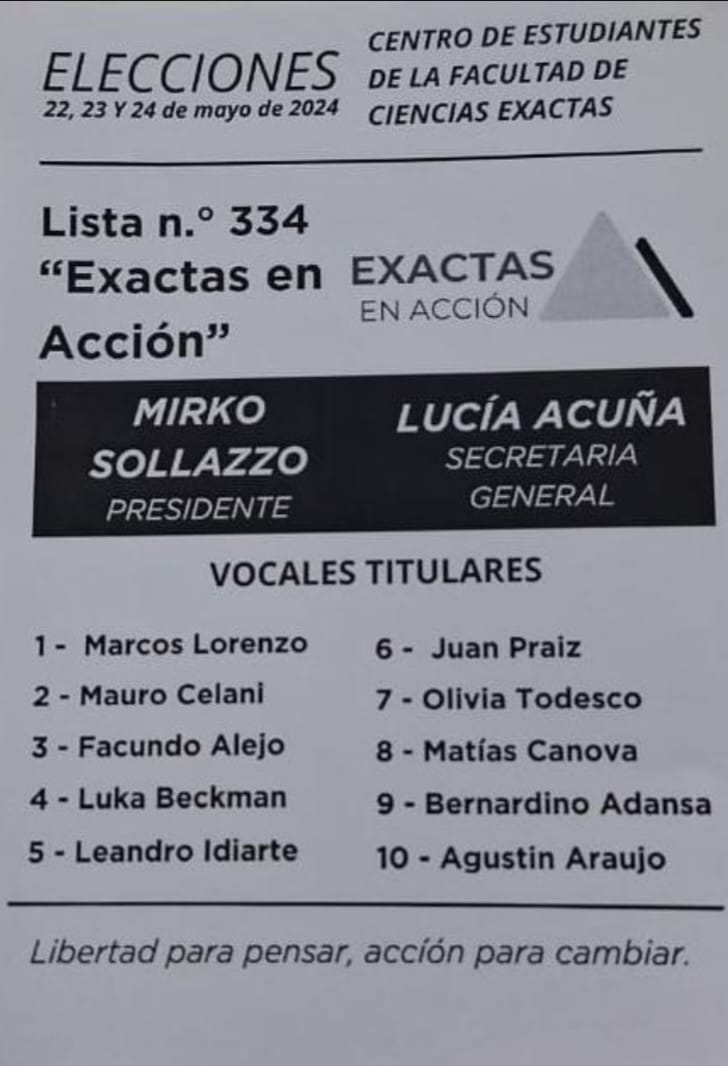 ELECCIONES
22, 23 Y 24 de mayo de 2024
CENTRO DE ESTUDIANTES
DE LA FACULTAD DE
CIENCIAS EXACTAS
Lista n.° 334
“Exactas en
Acción”
EXACTAS
EN ACCIÓN
MIRKO
SOLLAZZO
PRESIDENTE
LUCÍA ACUÑA
SECRETARIA
GENERAL
VOCALES TITULARES
1 - Marcos Lorenzo
2 - Mauro Celani
3 - Facundo Alejo
4 - Luka Beckman
5 - Leandro Idiarte
6 - Juan Praiz
7 - Olivia Todesco
8 - Matías Canova
9 - Bernardino Adansa
10 - Agustin Araujo
Libertad para pensar, accíón para cambiar.